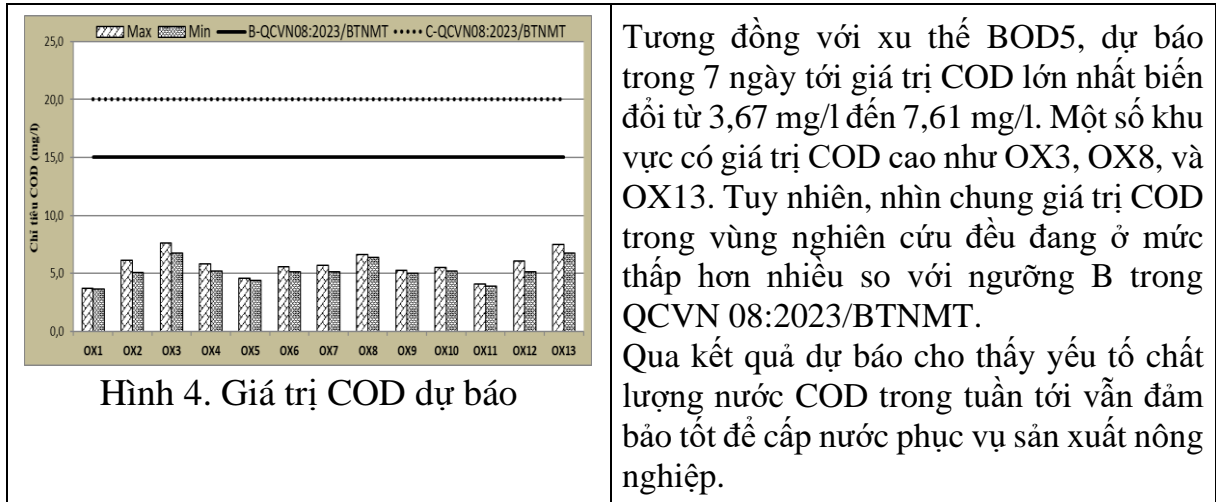 Max Min B-QCVN08:2023/BTNMT C-QCVN08:2023/BTNMT
25,0
20,0
15,0
10,0
5,0
0,0
Chỉ tiêu COD (mg/l)
OX1 OX2 OX3 OX4 OX5 OX6 OX7 OX8 OX9 OX10 OX11 OX12 OX13
Hình 4. Giá trị COD dự báo
Tương đồng với xu thế BOD5, dự báo
trong 7 ngày tới giá trị COD lớn nhất biến
đổi từ 3,67 mg/l đến 7,61 mg/l. Một số khu
vực có giá trị COD cao như OX3, OX8, và
OX13. Tuy nhiên, nhìn chung giá trị COD
trong vùng nghiên cứu đều đang ở mức
thấp hơn nhiều so với ngưỡng B trong
QCVN 08:2023/BTNMT.
Qua kết quả dự báo cho thấy yếu tố chất
lượng nước COD trong tuần tới vẫn đảm
bảo tốt để cấp nước phục vụ sản xuất nông
nghiệp.